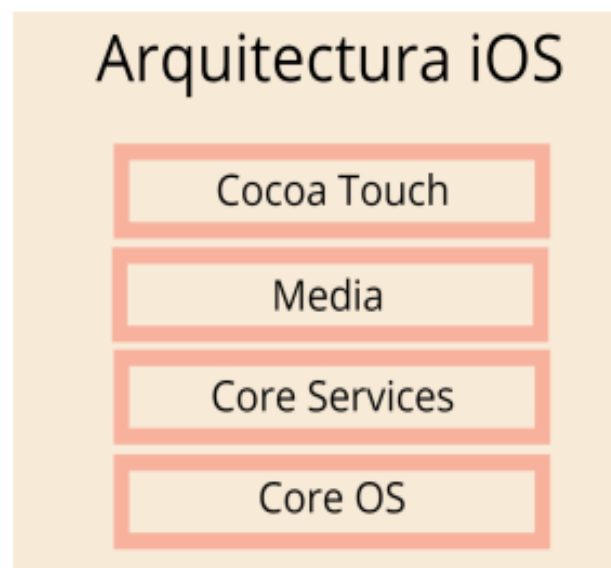 Arquitectura iOS
Cocoa Touch
Media
Core Services
Core OS